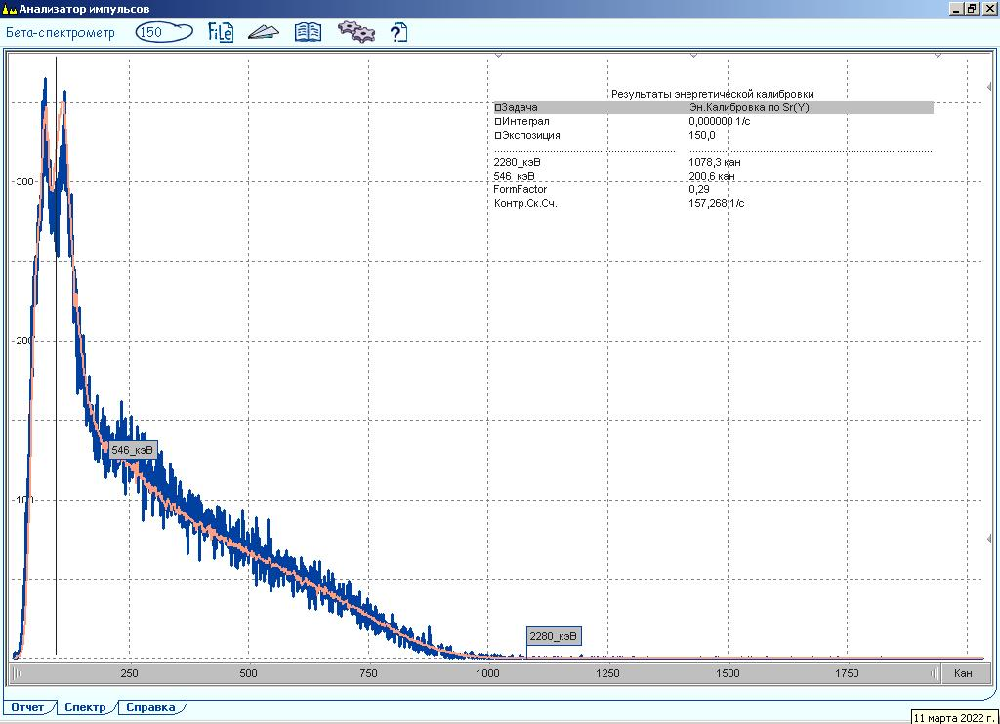 Анализатор импульсов
Бета-спектрометр 150 FiLe
Результаты энергетической калибровки
Задача Эн.Калибровка по Sr(Y)
Интеграл 0,000000 1/с
Экспозиция 150,0
2280_кэВ 1078,3 кан
546_кэВ 200,6 кан
FormFactor 0,29
Контр.Ск.Сч. 157,268 1/с
300
200
100
546_кэВ
2280_кэВ
250 500 750 1000 1250 1500 1750 Кан
Отчет Спектр Справка
11 марта 2022 г.